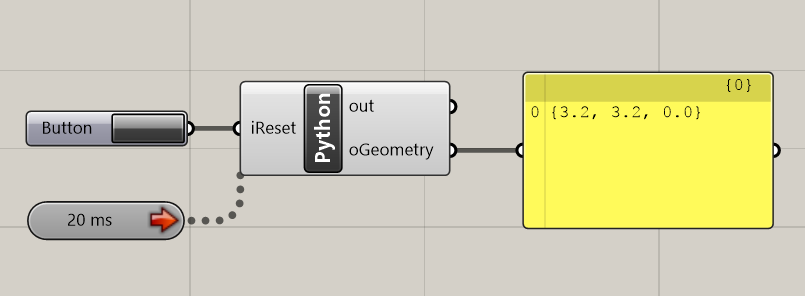 Button
20 ms
iReset
Python
out
oGeometry
{0}
0 {3.2, 3.2, 0.0}